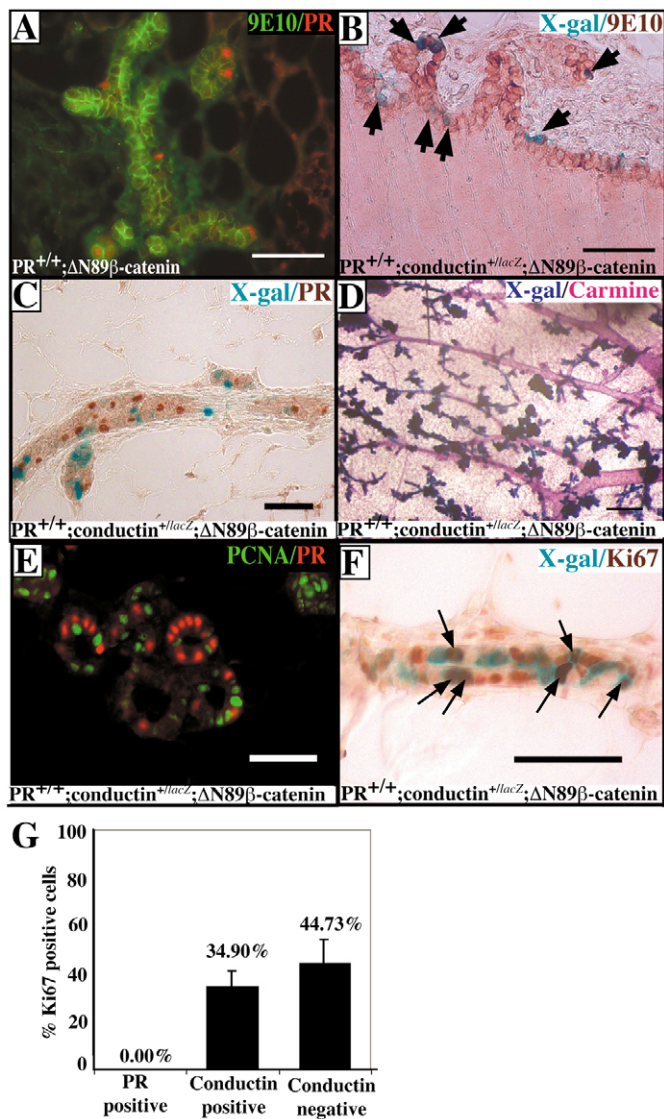 A
9E10/PR
PR+/+;ΔN89β-catenin
B
X-gal/9E10
PR+/+;conductin+/lacZ;ΔN89β-catenin
C
X-gal/PR
PR+/+;conductin+/lacZ;ΔN89β-catenin
D
X-gal/Carmine
PR+/+;conductin+/lacZ;ΔN89β-catenin
E
PCNA/PR
PR+/+;conductin+/lacZ;ΔN89β-catenin
F
X-gal/Ki67
PR+/+;conductin+/lacZ;ΔN89β-catenin
G
% Ki67 positive cells
100
80
60
40
20
0
0.00%
34.90%
44.73%
PR
positive
Conductin
positive
Conductin
negative